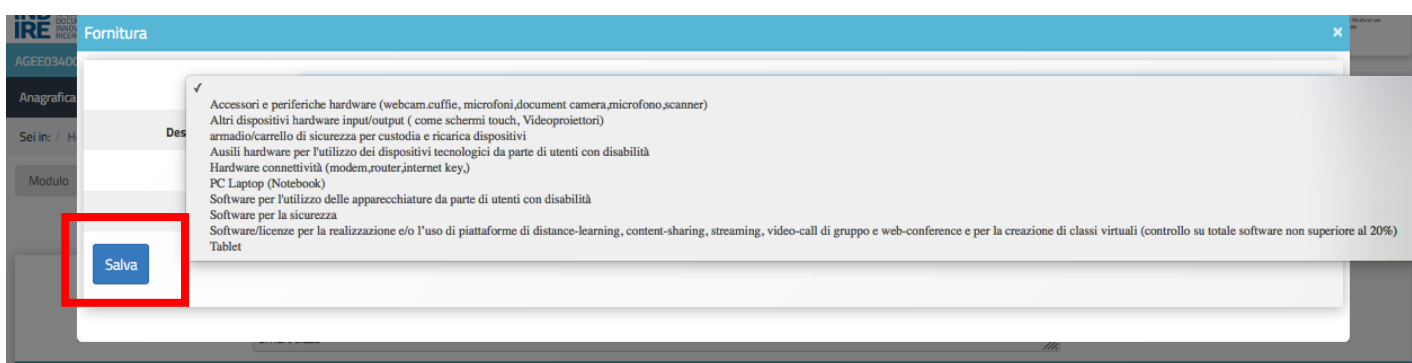 IND
IRE
Fornitura
×
AGEE03400
Anagrafica
Sei in: / H
Des
Modulo
✓
Accessori e periferiche hardware (webcam.cuffie, microfoni,document camera,microfono,scanner)
Altri dispositivi hardware input/output ( come schermi touch, Videoproiettori)
armadio/carrello di sicurezza per custodia e ricarica dispositivi
Ausili hardware per l'utilizzo dei dispositivi tecnologici da parte di utenti con disabilità
Hardware connettività (modem,router,internet key,)
PC Laptop (Notebook)
Software per l'utilizzo delle apparecchiature da parte di utenti con disabilità
Software per la sicurezza
Software/licenze per la realizzazione e/o l’uso di piattaforme di distance-learning, content-sharing, streaming, video-call di gruppo e web-conference e per la creazione di classi virtuali (controllo su totale software non superiore al 20%)
Tablet
Salva